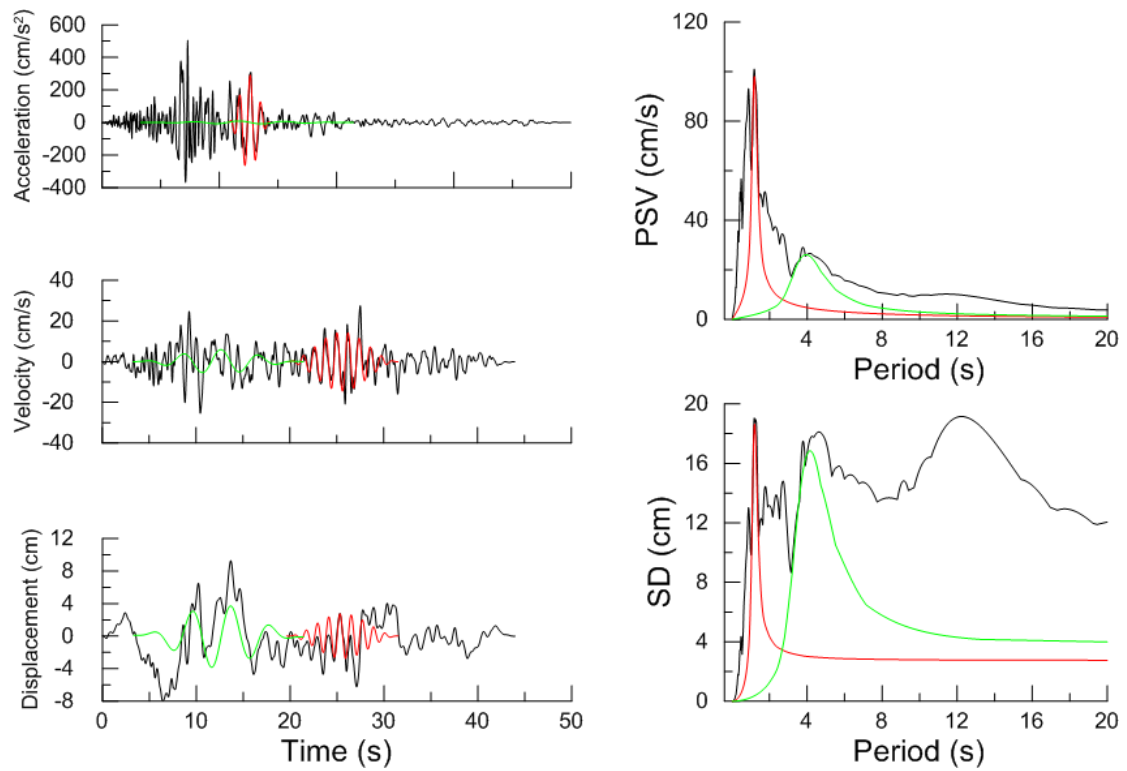 600
400
200
0
-200
-400
Acceleration (cm/s²)
40
20
0
-20
-40
Velocity (cm/s)
12
8
4
0
-4
-8
Displacement (cm)
0 10 20 30 40 50
Time (s)
120
80
40
0
PSV (cm/s)
4 8 12 16 20
Period (s)
20
16
12
8
4
0
SD (cm)
4 8 12 16 20
Period (s)